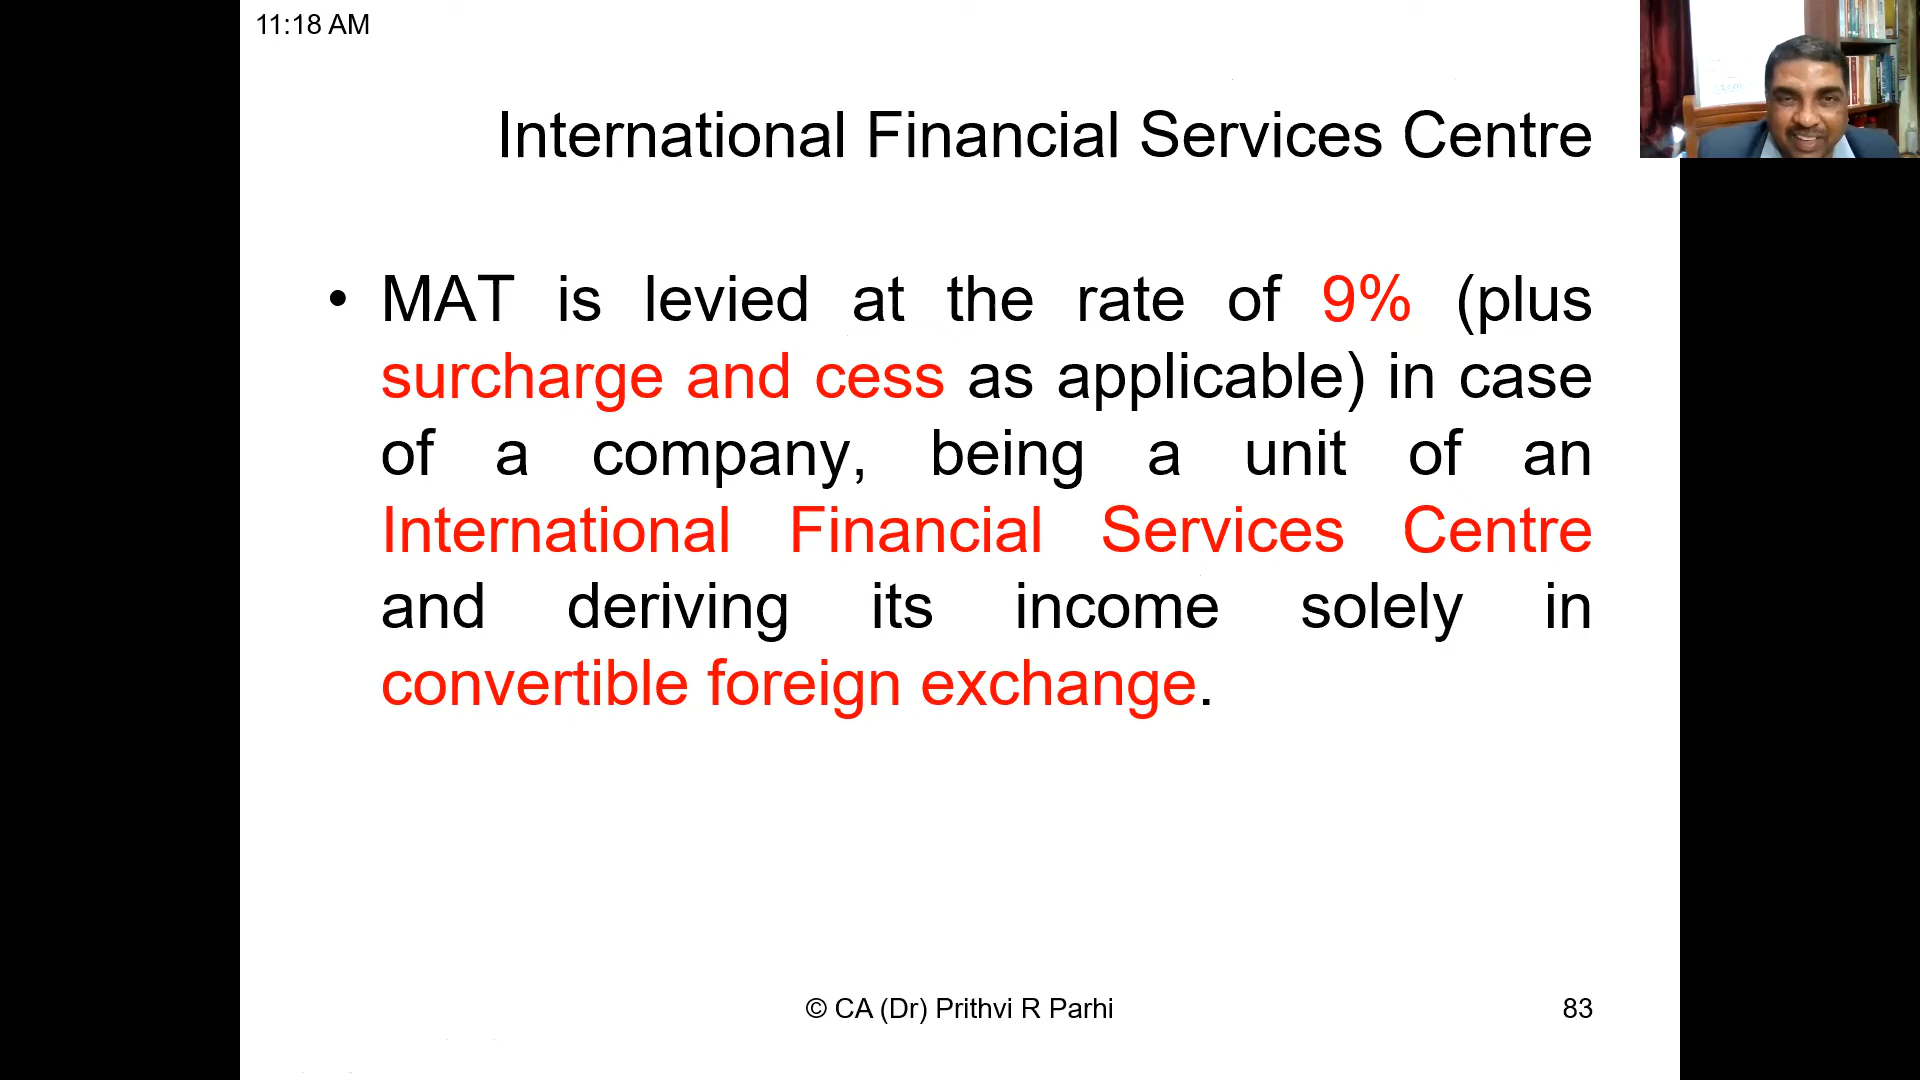 11:18 AM
International Financial Services Centre
• MAT is levied at the rate of 9% (plus
surcharge and cess as applicable) in case
of a company, being a unit of an
International Financial Services Centre
and deriving its income solely in
convertible foreign exchange.
© CA (Dr) Prithvi R Parhi
83